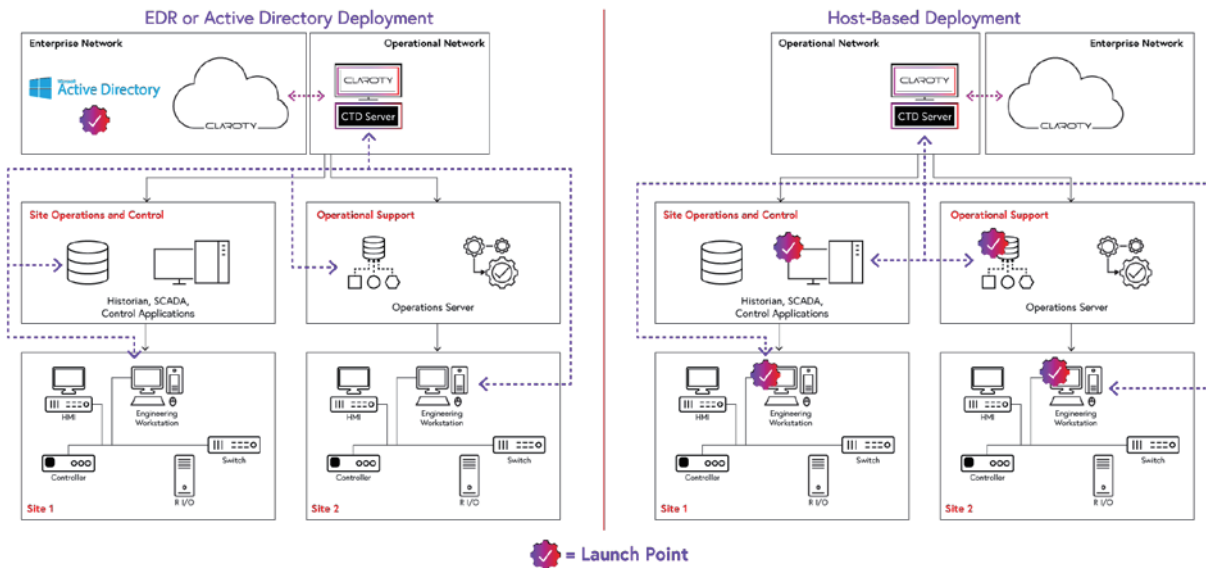 EDR or Active Directory Deployment
Enterprise Network
Operational Network
Microsoft
Active Directory
CLAROTY
CLAROTY
CTD Server
Site Operations and Control
Historian, SCADA,
Control Applications
Operational Support
Operations Server
HMI
Engineering
Workstation
Switch
Controller
R I/O
Site 1
HMI
Engineering
Workstation
Switch
Controller
R I/O
Site 2
Host-Based Deployment
Operational Network
Enterprise Network
CLAROTY
CTD Server
CLAROTY
Site Operations and Control
Historian, SCADA,
Control Applications
Operational Support
Operations Server
HMI
Engineering
Workstation
Switch
Controller
R I/O
Site 1
HMI
Engineering
Workstation
Switch
Controller
R I/O
Site 2
= Launch Point